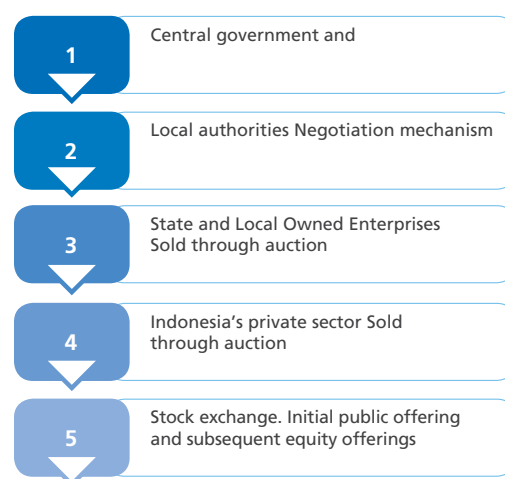 1
Central government and
2
Local authorities Negotiation mechanism
3
State and Local Owned Enterprises
Sold through auction
4
Indonesia’s private sector Sold
through auction
5
Stock exchange. Initial public offering
and subsequent equity offerings